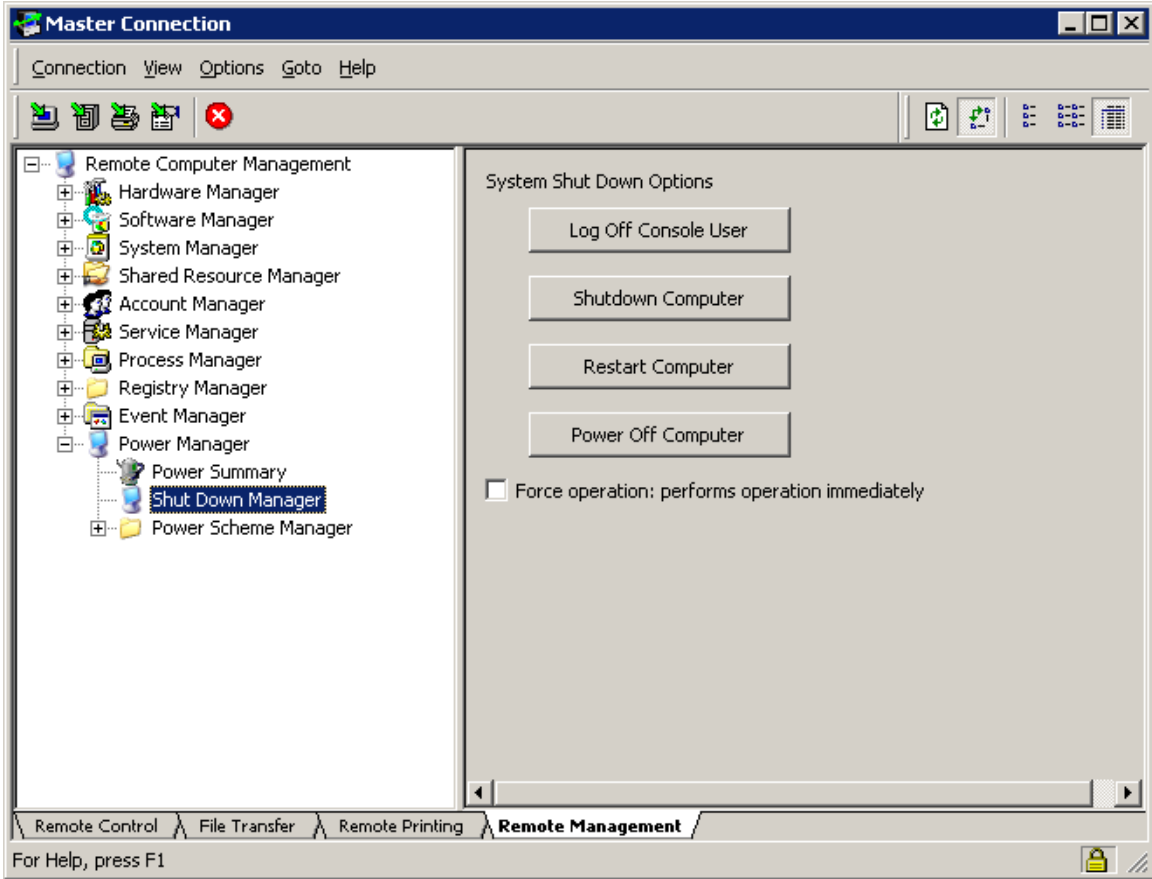 Master Connection
Connection View Options Goto Help
Remote Computer Management
Hardware Manager
Software Manager
System Manager
Shared Resource Manager
Account Manager
Service Manager
Process Manager
Registry Manager
Event Manager
Power Manager
Power Summary
Shut Down Manager
Power Scheme Manager
System Shut Down Options
Log Off Console User
Shutdown Computer
Restart Computer
Power Off Computer
Force operation: performs operation immediately
Remote Control File Transfer Remote Printing Remote Management
For Help, press F1